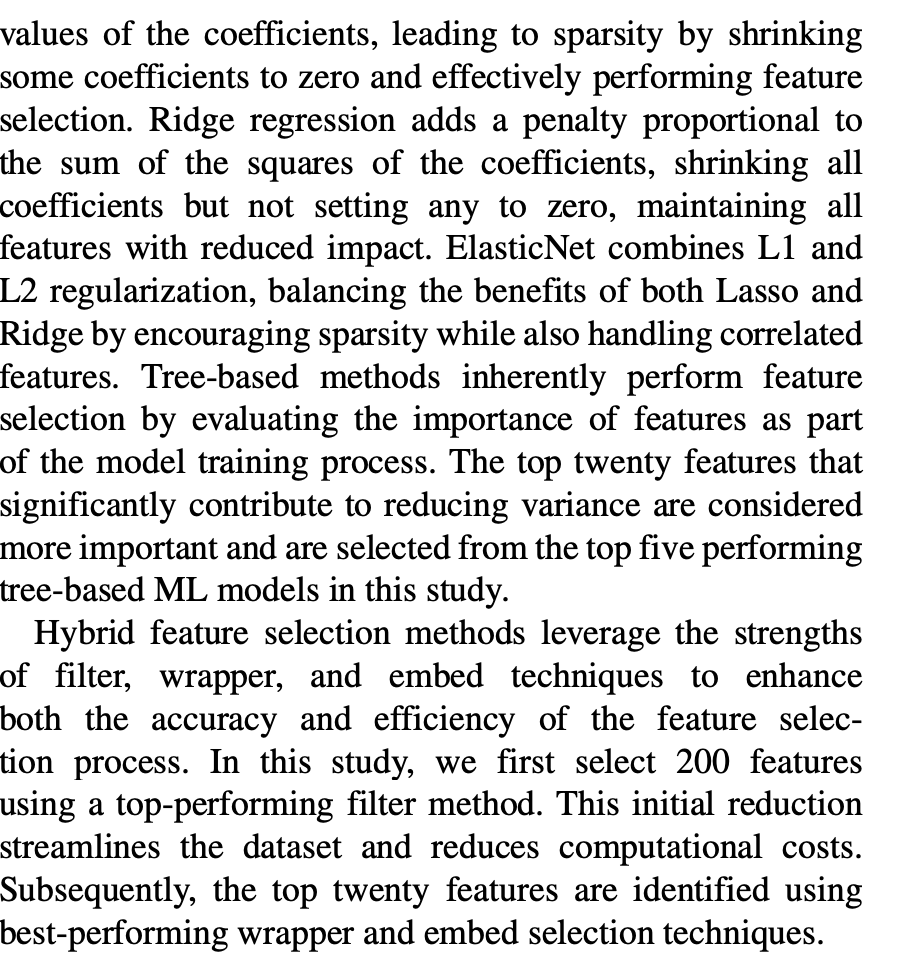 values of the coefficients, leading to sparsity by shrinking
some coefficients to zero and effectively performing feature
selection. Ridge regression adds a penalty proportional to
the sum of the squares of the coefficients, shrinking all
coefficients but not setting any to zero, maintaining all
features with reduced impact. ElasticNet combines L1 and
L2 regularization, balancing the benefits of both Lasso and
Ridge by encouraging sparsity while also handling correlated
features. Tree-based methods inherently perform feature
selection by evaluating the importance of features as part
of the model training process. The top twenty features that
significantly contribute to reducing variance are considered
more important and are selected from the top five performing
tree-based ML models in this study.
Hybrid feature selection methods leverage the strengths
of filter, wrapper, and embed techniques to enhance
both the accuracy and efficiency of the feature selec-
tion process. In this study, we first select 200 features
using a top-performing filter method. This initial reduction
streamlines the dataset and reduces computational costs.
Subsequently, the top twenty features are identified using
best-performing wrapper and embed selection techniques.